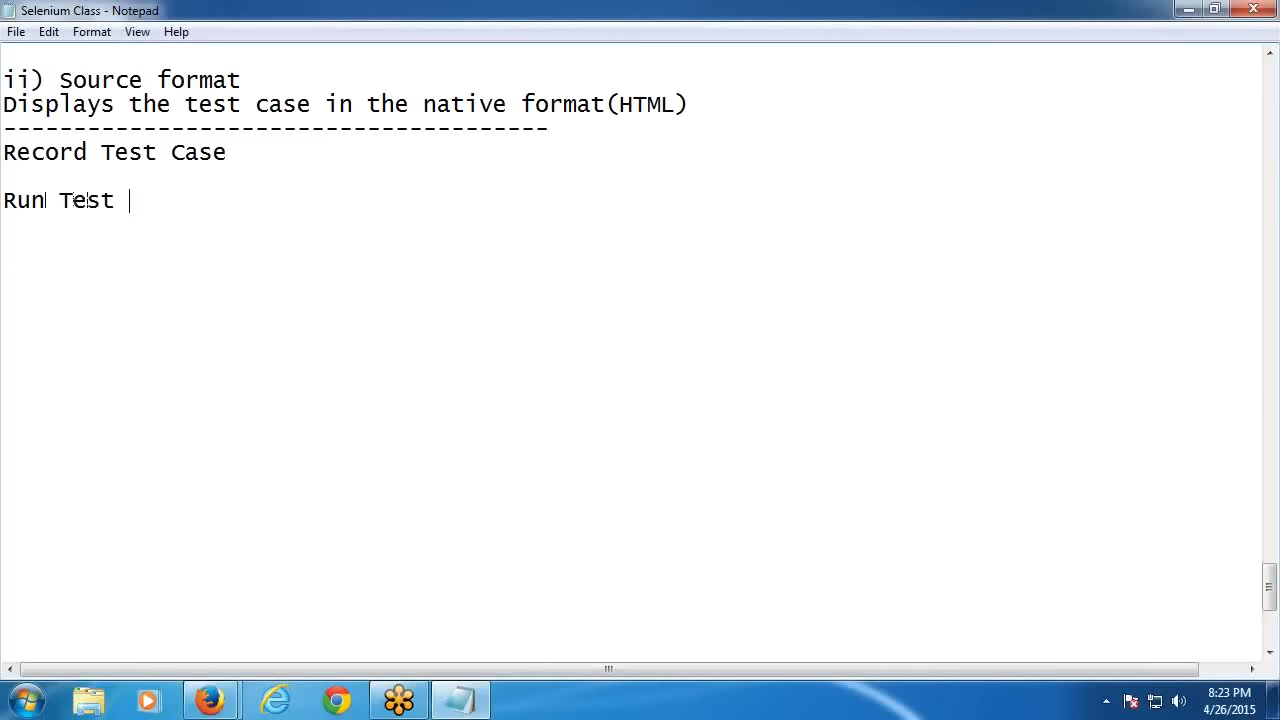 Selenium Class - Notepad
File Edit Format View Help
ii) Source format
Displays the test case in the native format(HTML)
---------------------------------------
Record Test Case
Run Test
8:23 PM
4/26/2015